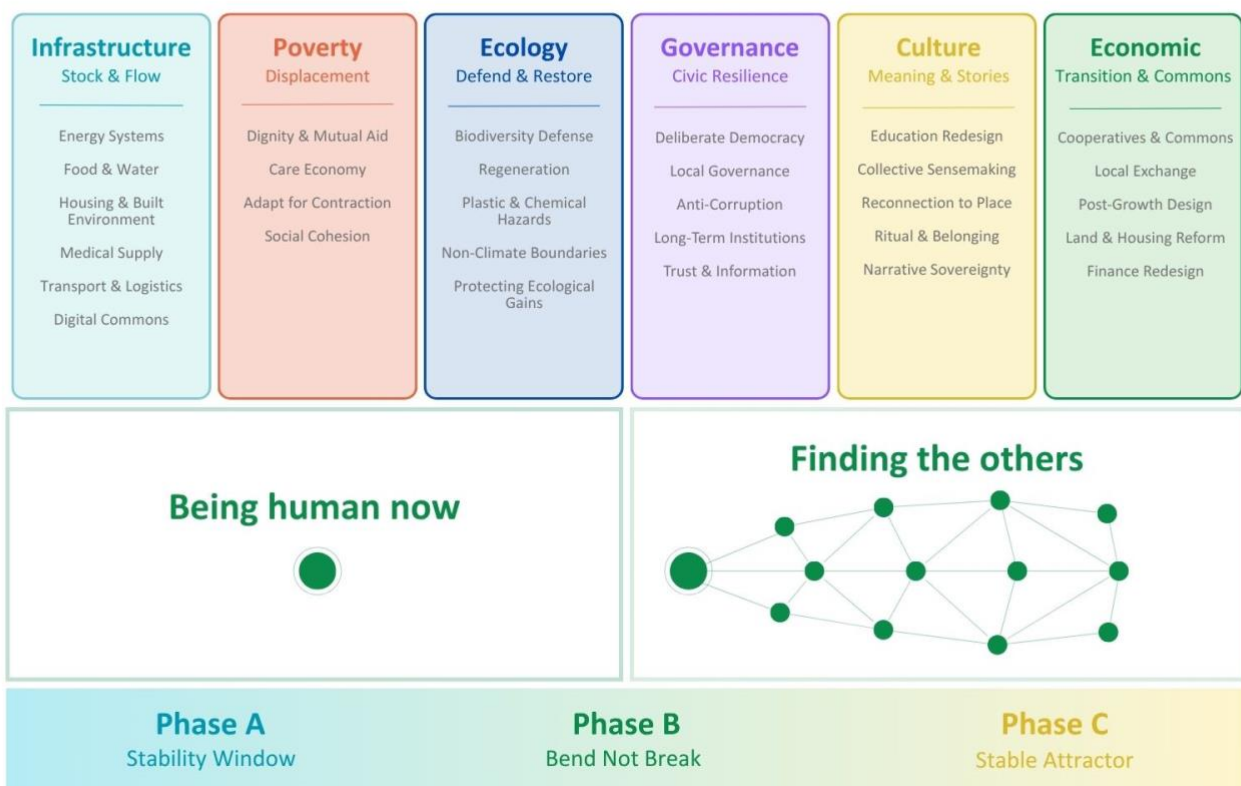 Infrastructure
Stock & Flow
Energy Systems
Food & Water
Housing & Built
Environment
Medical Supply
Transport & Logistics
Digital Commons
Poverty
Displacement
Dignity & Mutual Aid
Care Economy
Adapt for Contraction
Social Cohesion
Ecology
Defend & Restore
Biodiversity Defense
Regeneration
Plastic & Chemical
Hazards
Non-Climate Boundaries
Protecting Ecological
Gains
Governance
Civic Resilience
Deliberate Democracy
Local Governance
Anti-Corruption
Long-Term Institutions
Trust & Information
Culture
Meaning & Stories
Education Redesign
Collective Sensemaking
Reconnection to Place
Ritual & Belonging
Narrative Sovereignty
Economic
Transition & Commons
Cooperatives & Commons
Local Exchange
Post-Growth Design
Land & Housing Reform
Finance Redesign
Being human now
Finding the others
Phase A
Stability Window
Phase B
Bend Not Break
Phase C
Stable Attractor